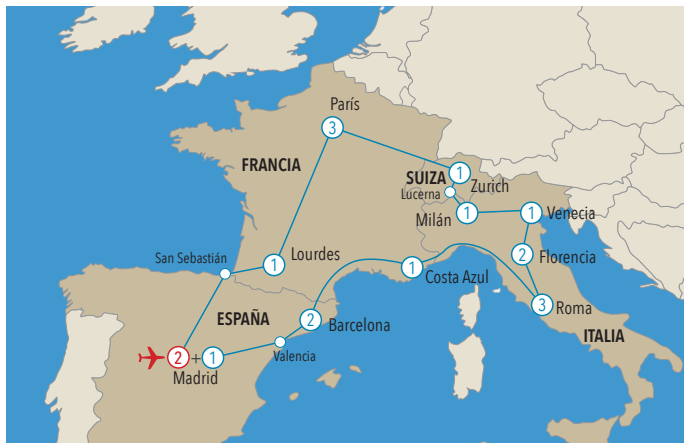 París
3
FRANCIA
SUIZA
1
Zurich
Lucerna
Milán
1
1
Venecia
San Sebastián
1
Lourdes
2
Florencia
1
Costa Azul
3
Roma
ESPAÑA
2
Barcelona
ITALIA
Valencia
2 + 1
Madrid